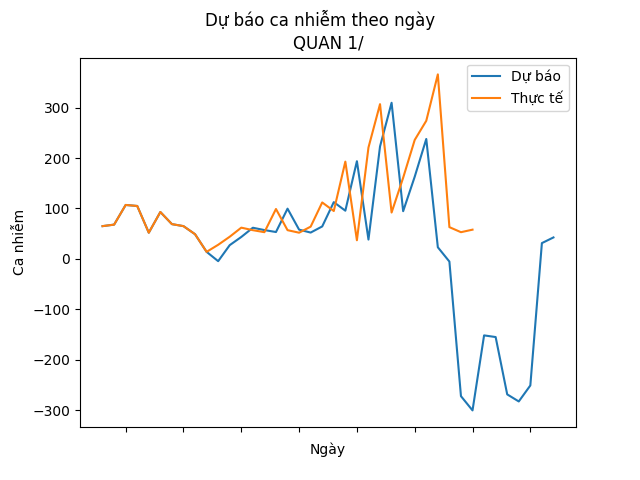 Dự báo ca nhiễm theo ngày
QUAN 1/
Dự báo
Thực tế
300
200
100
0
−100
−200
−300
Ca nhiễm
Ngày